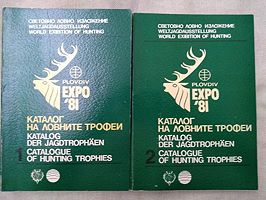 СВЕТОВНО ЛОВНО ИЗЛОЖЕНИЕ
WELTJAGDAUSSTELLUNG
WORLD EXIBITION OF HUNTING
PLOVDIV
EXPO
'81
КАТАЛОГ
НА ЛОВНИТЕ ТРОФЕИ
KATALOG
DER JAGDTROPHÄEN
1 CATALOGUE
OF HUNTING TROPHIES
СВЕТОВНО ЛОВНО ИЗЛОЖЕНИЕ
WELTJAGDAUSSTELLUNG
WORLD EXIBITION OF HUNTING
PLOVDIV
EXPO
'81
КАТАЛОГ
НА ЛОВНИТЕ ТРОФЕИ
KATALOG
DER JAGDTROPHÄEN
2 CATALOGUE
OF HUNTING TROPHIES